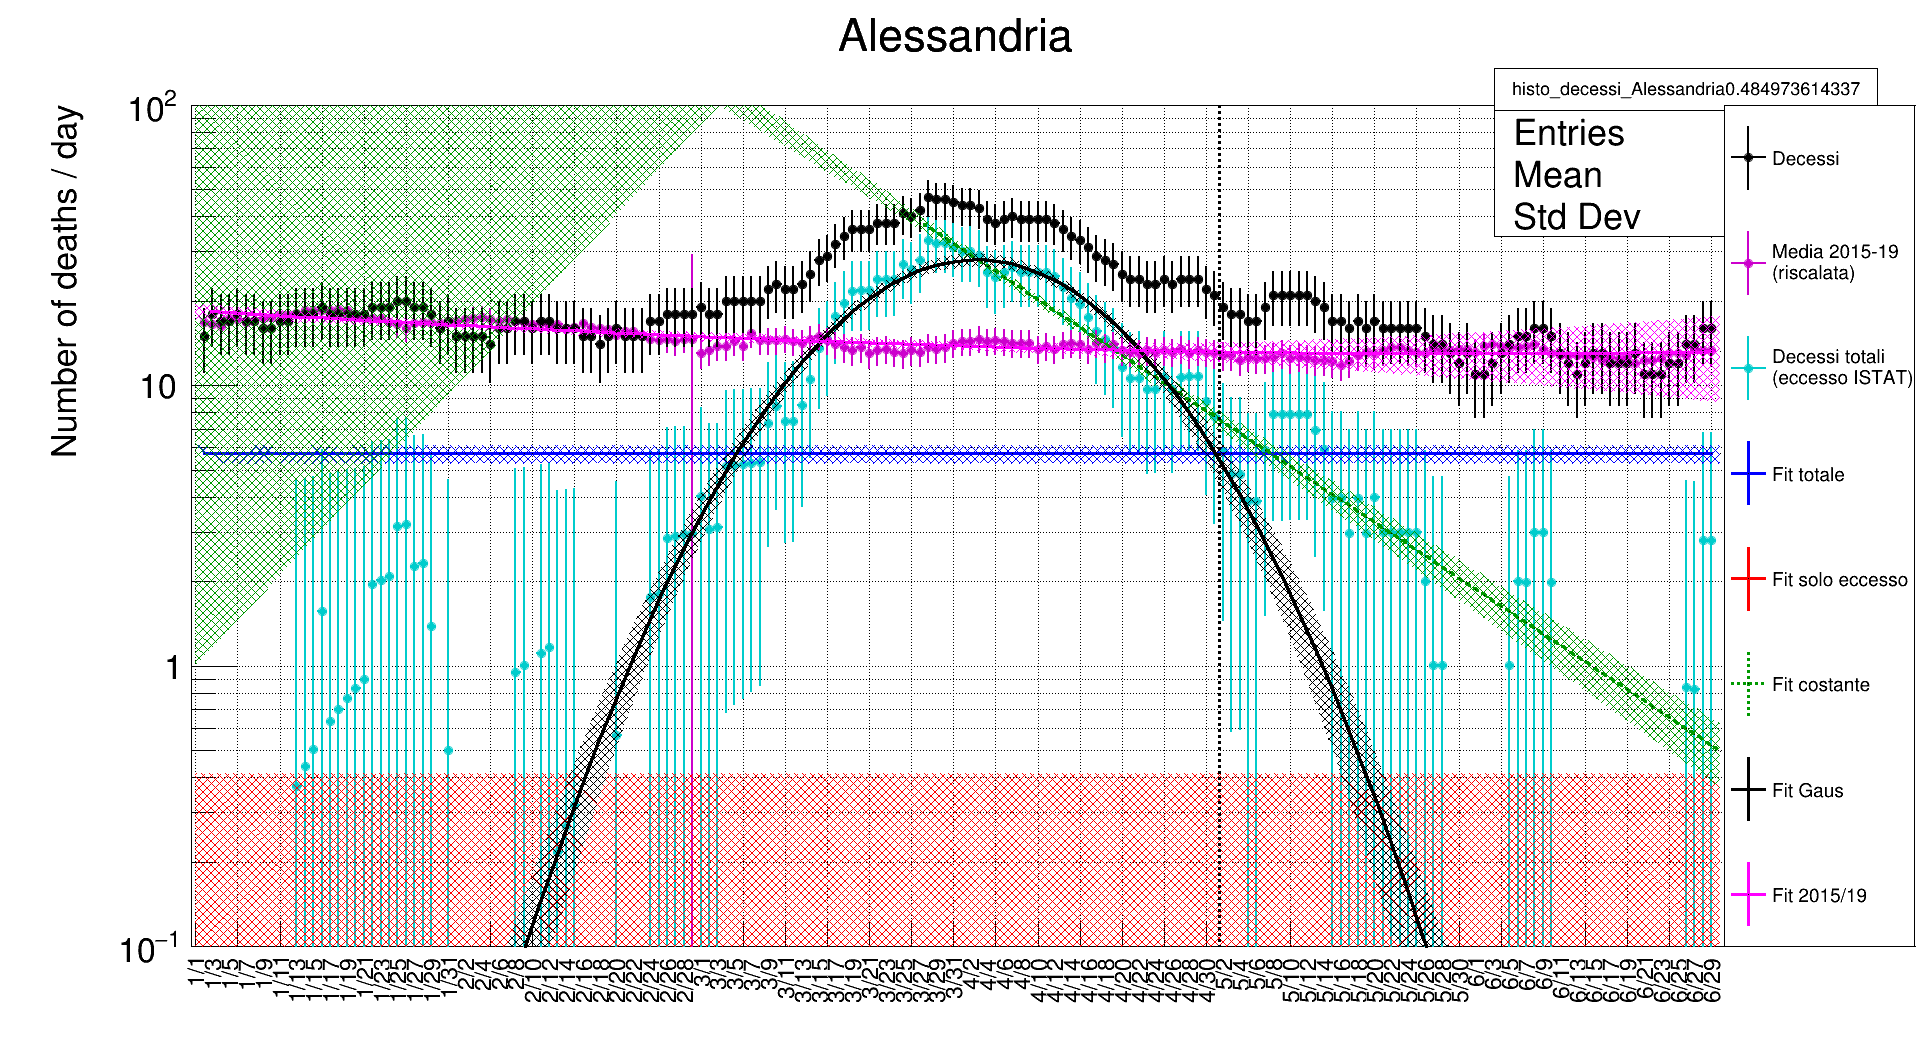 Alessandria
histo_decessi_Alessandria0.484973614337
Entries
Mean
Std Dev
Number of deaths / day
10²
10
1
10⁻¹
Decessi
Media 2015-19
(riscalata)
Decessi totali
(eccesso ISTAT)
Fit totale
Fit solo eccesso
Fit costante
Fit Gaus
Fit 2015/19
1/1 1/3 1/5 1/7 1/9 1/11 1/13 1/15 1/17 1/19 1/21 1/23 1/25 1/27 1/29 1/31 2/2 2/4 2/6 2/8 2/10 2/12 2/14 2/16 2/18 2/20 2/22 2/24 2/26 2/28 3/1 3/3 3/5 3/7 3/9 3/11 3/13 3/15 3/17 3/19 3/21 3/23 3/25 3/27 3/29 3/31 4/2 4/4 4/6 4/8 4/10 4/12 4/14 4/16 4/18 4/20 4/22 4/24 4/26 4/28 4/30 5/2 5/4 5/6 5/8 5/10 5/12 5/14 5/16 5/18 5/20 5/22 5/24 5/26 5/28 5/30 6/1 6/3 6/5 6/7 6/9 6/11 6/13 6/15 6/17 6/19 6/21 6/23 6/25 6/27 6/29